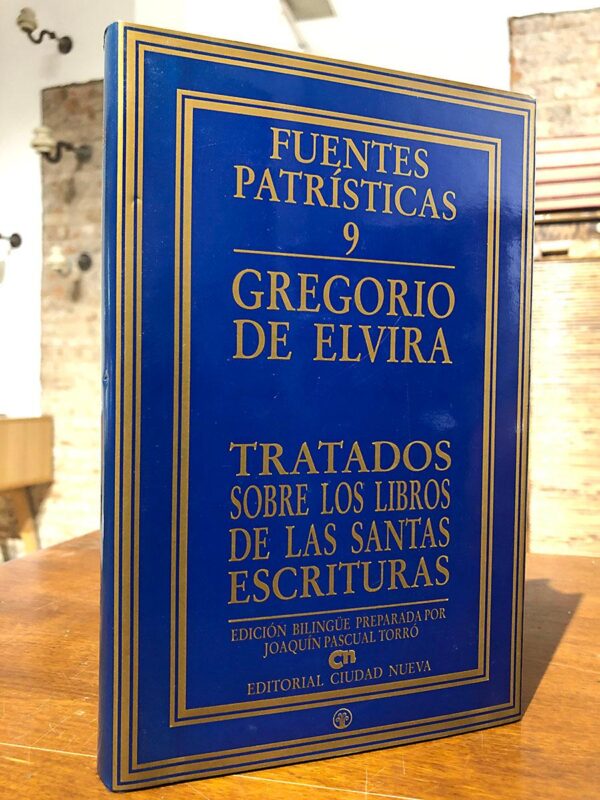 FUENTES
PATRÍSTICAS
9
GREGORIO
DE ELVIRA
TRATADOS
SOBRE LOS LIBROS
DE LAS SANTAS
ESCRITURAS
EDICIÓN BILINGÜE PREPARADA POR
JOAQUÍN PASCUAL TORRÓ
cn
EDITORIAL CIUDAD NUEVA